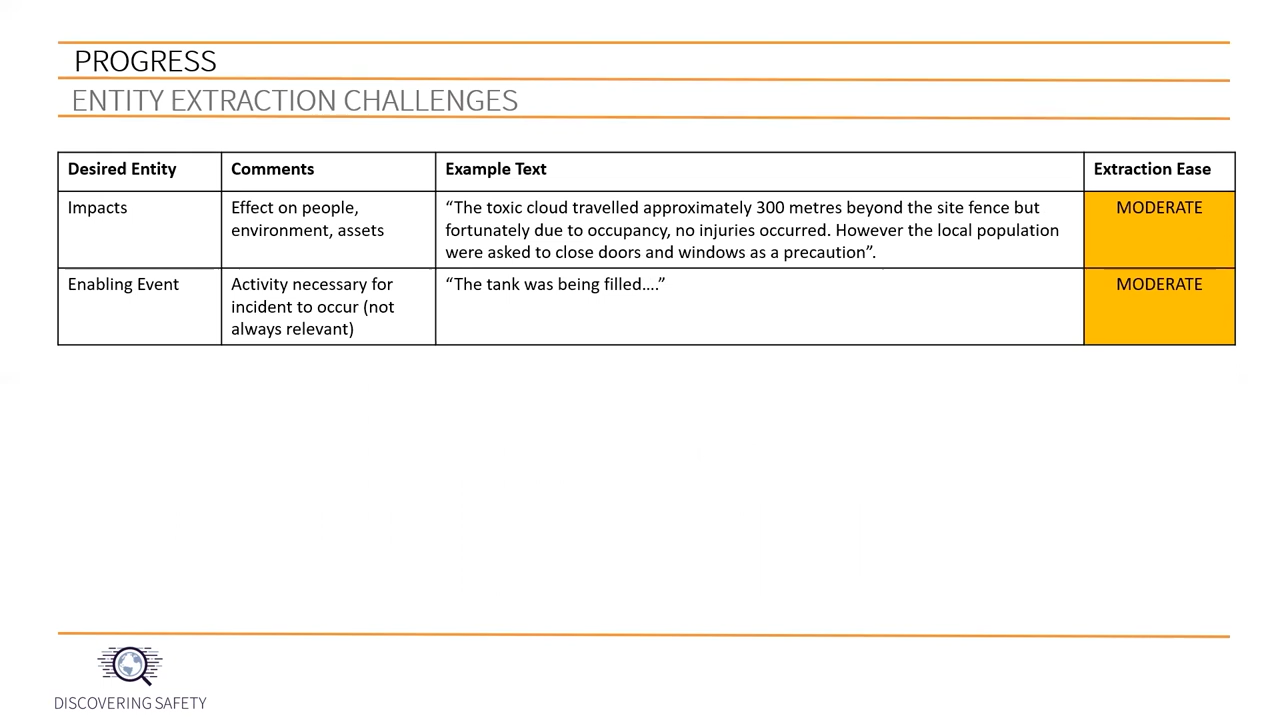 PROGRESS
ENTITY EXTRACTION CHALLENGES
Desired Entity Comments Example Text Extraction Ease
Impacts
Effect on people,
environment, assets
“The toxic cloud travelled approximately 300 metres beyond the site fence but
fortunately due to occupancy, no injuries occurred. However the local population
were asked to close doors and windows as a precaution”.
MODERATE
Enabling Event
Activity necessary for
incident to occur (not
always relevant)
“The tank was being filled….”
MODERATE
DISCOVERING SAFETY